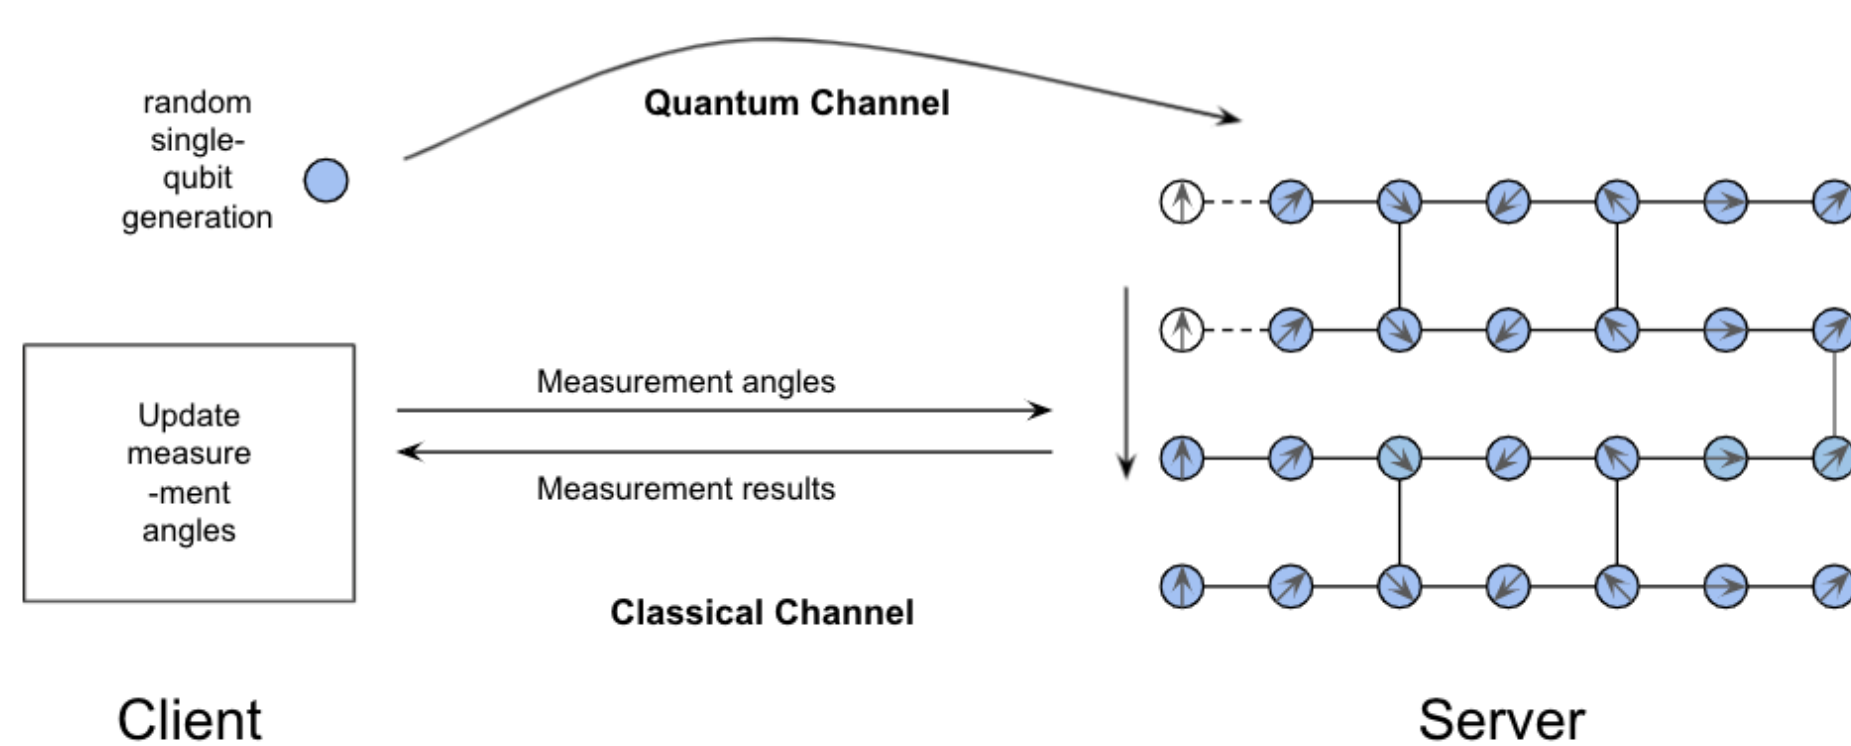 random
single-
qubit
generation
Quantum Channel
Update
measure
-ment
angles
Measurement angles
Measurement results
Classical Channel
Client
Server